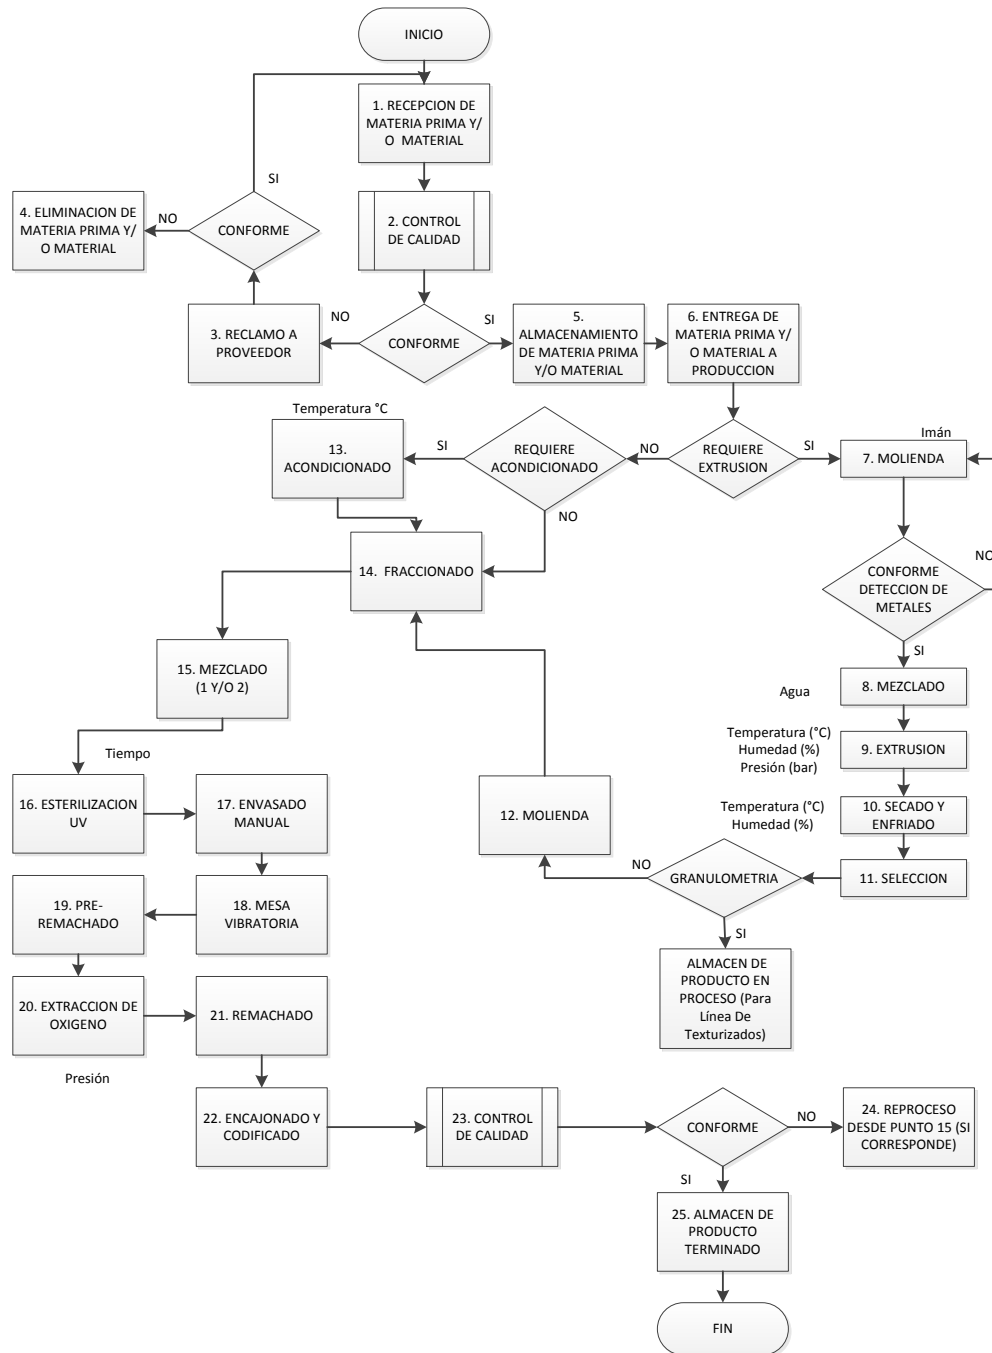 INICIO
1. RECEPCION DE
MATERIA PRIMA Y/
O  MATERIAL
SI
4. ELIMINACION DE
MATERIA PRIMA Y/
O MATERIAL
NO
CONFORME
2. CONTROL
DE CALIDAD
3. RECLAMO A
PROVEEDOR
NO
CONFORME
SI
5.
ALMACENAMIENTO
DE MATERIA PRIMA
Y/O MATERIAL
6. ENTREGA DE
MATERIA PRIMA Y/
O MATERIAL A
PRODUCCION
Temperatura °C
13.
ACONDICIONADO
SI
REQUIERE
ACONDICIONADO
NO
REQUIERE
EXTRUSION
SI
Imán
7. MOLIENDA
NO
14.  FRACCIONADO
CONFORME
DETECCION DE
METALES
NO
SI
15. MEZCLADO
(1 Y/O 2)
Agua
8. MEZCLADO
Temperatura (°C)
Humedad (%)
Presión (bar)
9. EXTRUSION
Tiempo
16. ESTERILIZACION
UV
17. ENVASADO
MANUAL
12. MOLIENDA
Temperatura (°C)
Humedad (%)
10. SECADO Y
ENFRIADO
NO
GRANULOMETRIA
11. SELECCION
SI
19. PRE-
REMACHADO
18. MESA
VIBRATORIA
ALMACEN DE
PRODUCTO EN
PROCESO (Para
Línea De
Texturizados)
20. EXTRACCION DE
OXIGENO
21. REMACHADO
Presión
22. ENCAJONADO Y
CODIFICADO
23. CONTROL
DE CALIDAD
CONFORME
NO
24. REPROCESO
DESDE PUNTO 15 (SI
CORRESPONDE)
SI
25. ALMACEN DE
PRODUCTO
TERMINADO
FIN